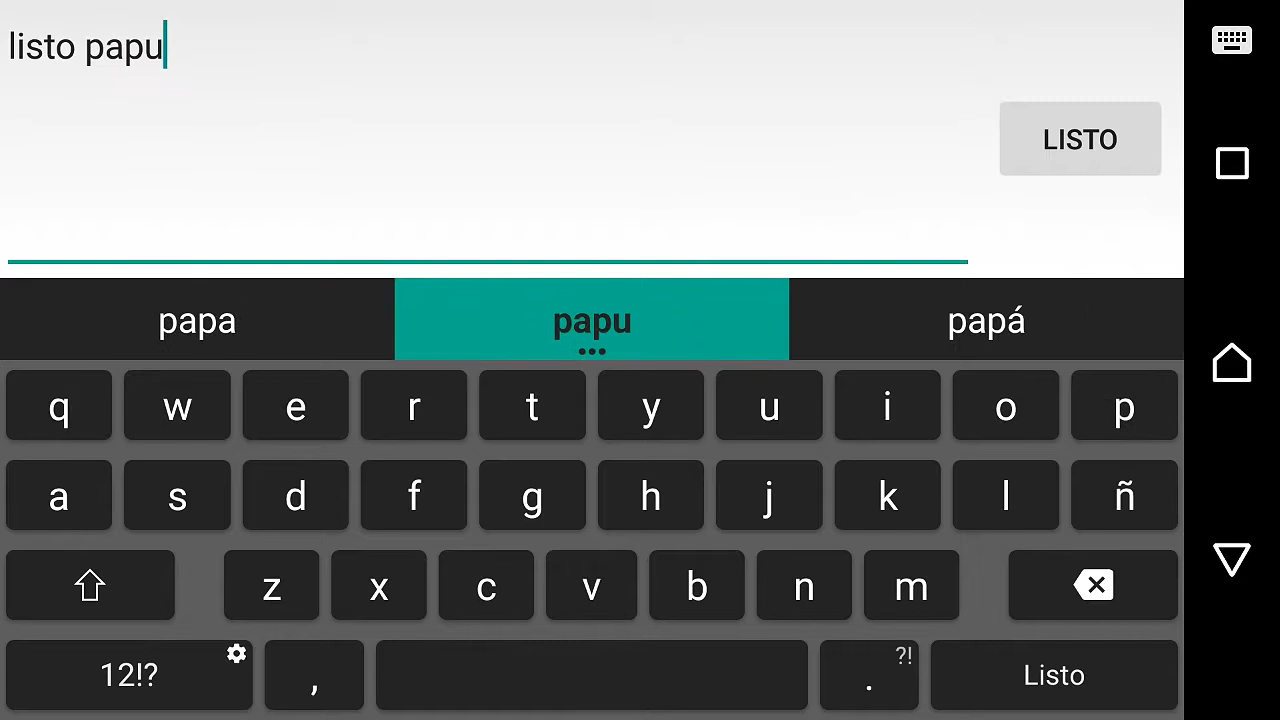 listo papu
LISTO
papa papu papá
q w e r t y u i o p
a s d f g h j k l ñ
z x c v b n m
?!
12!? , . Listo